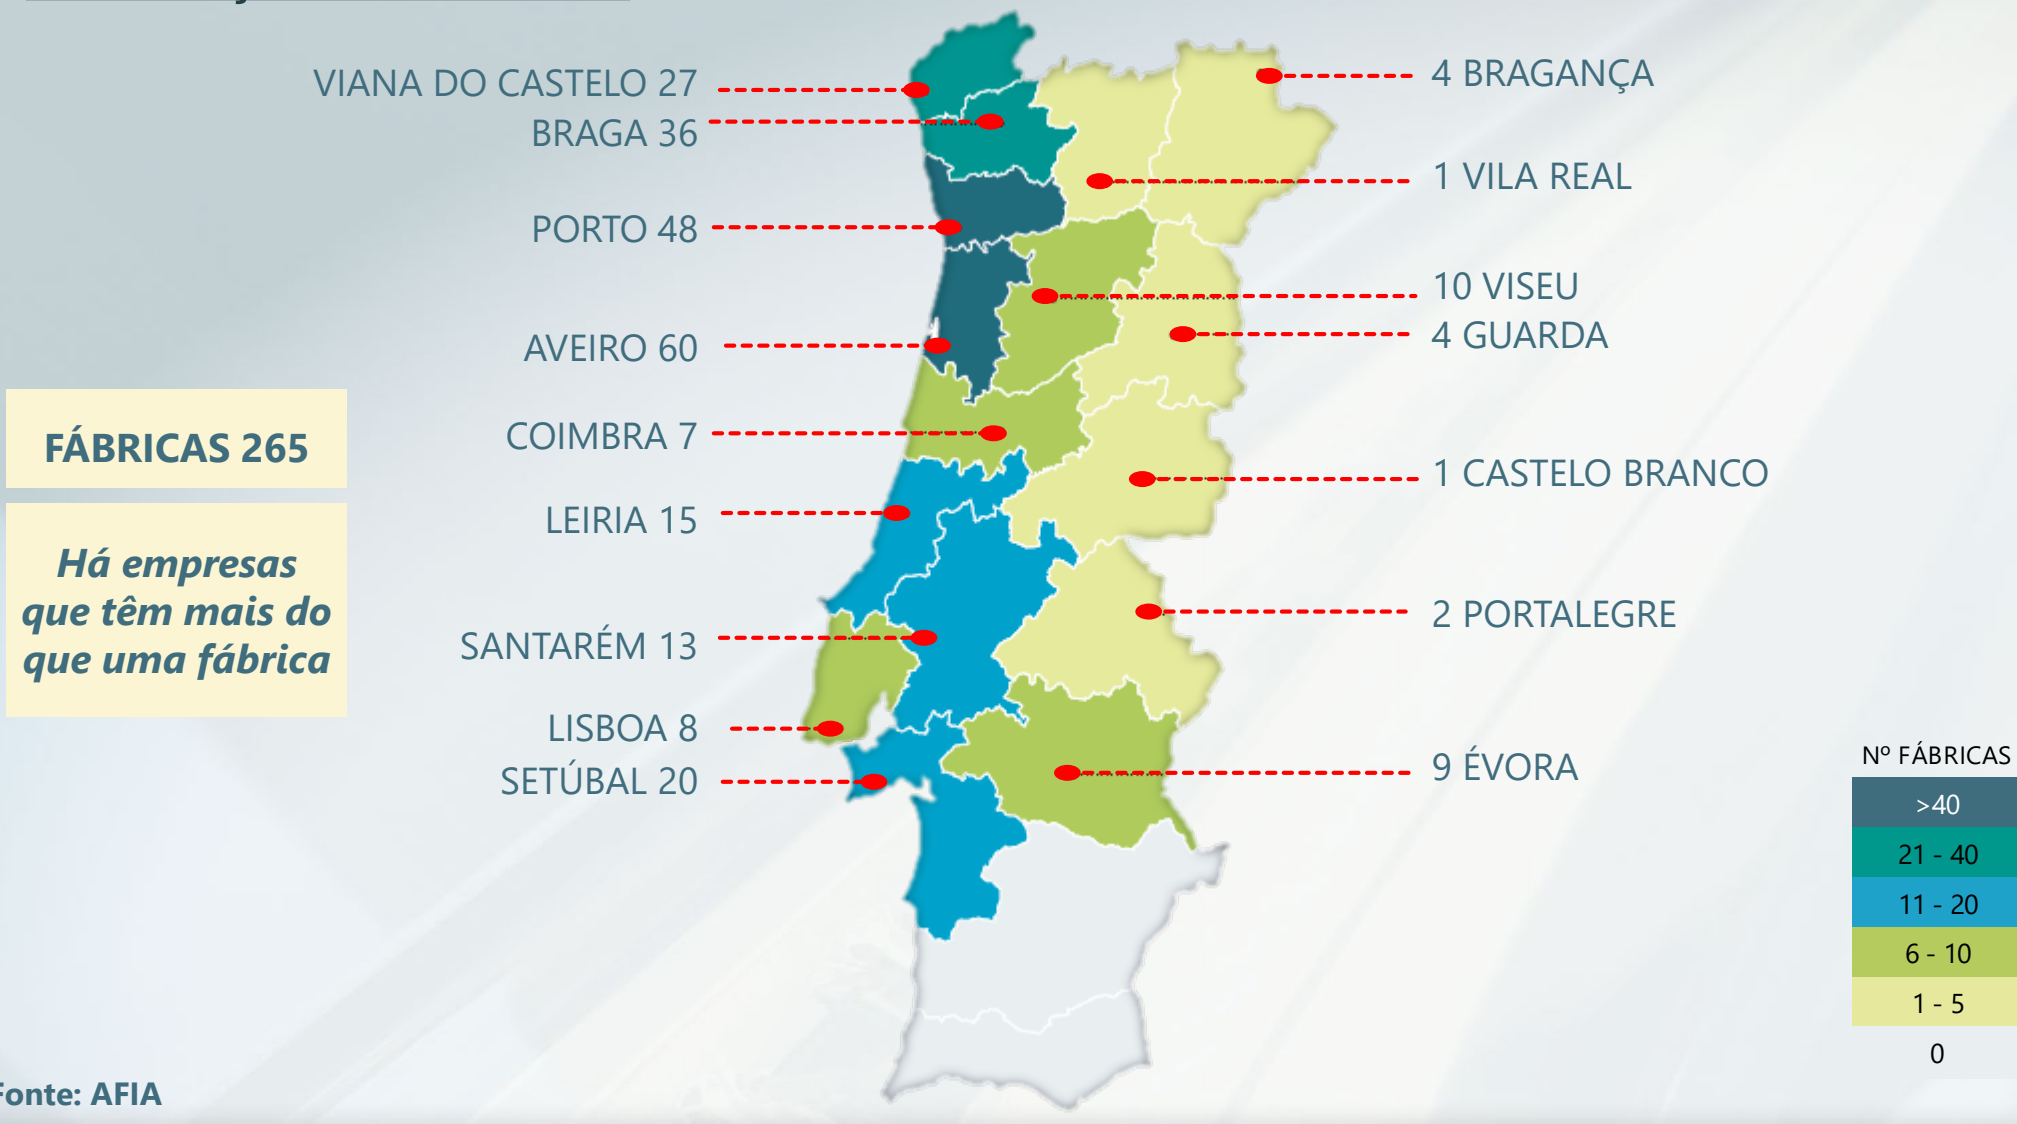 VIANA DO CASTELO 27
BRAGA 36
PORTO 48
AVEIRO 60
COIMBRA 7
LEIRIA 15
SANTARÉM 13
LISBOA 8
SETÚBAL 20
4 BRAGANÇA
1 VILA REAL
10 VISEU
4 GUARDA
1 CASTELO BRANCO
2 PORTALEGRE
9 ÉVORA
FÁBRICAS 265
Há empresas
que têm mais do
que uma fábrica
Nº FÁBRICAS
>40
21 - 40
11 - 20
6 - 10
1 - 5
0
Fonte: AFIA